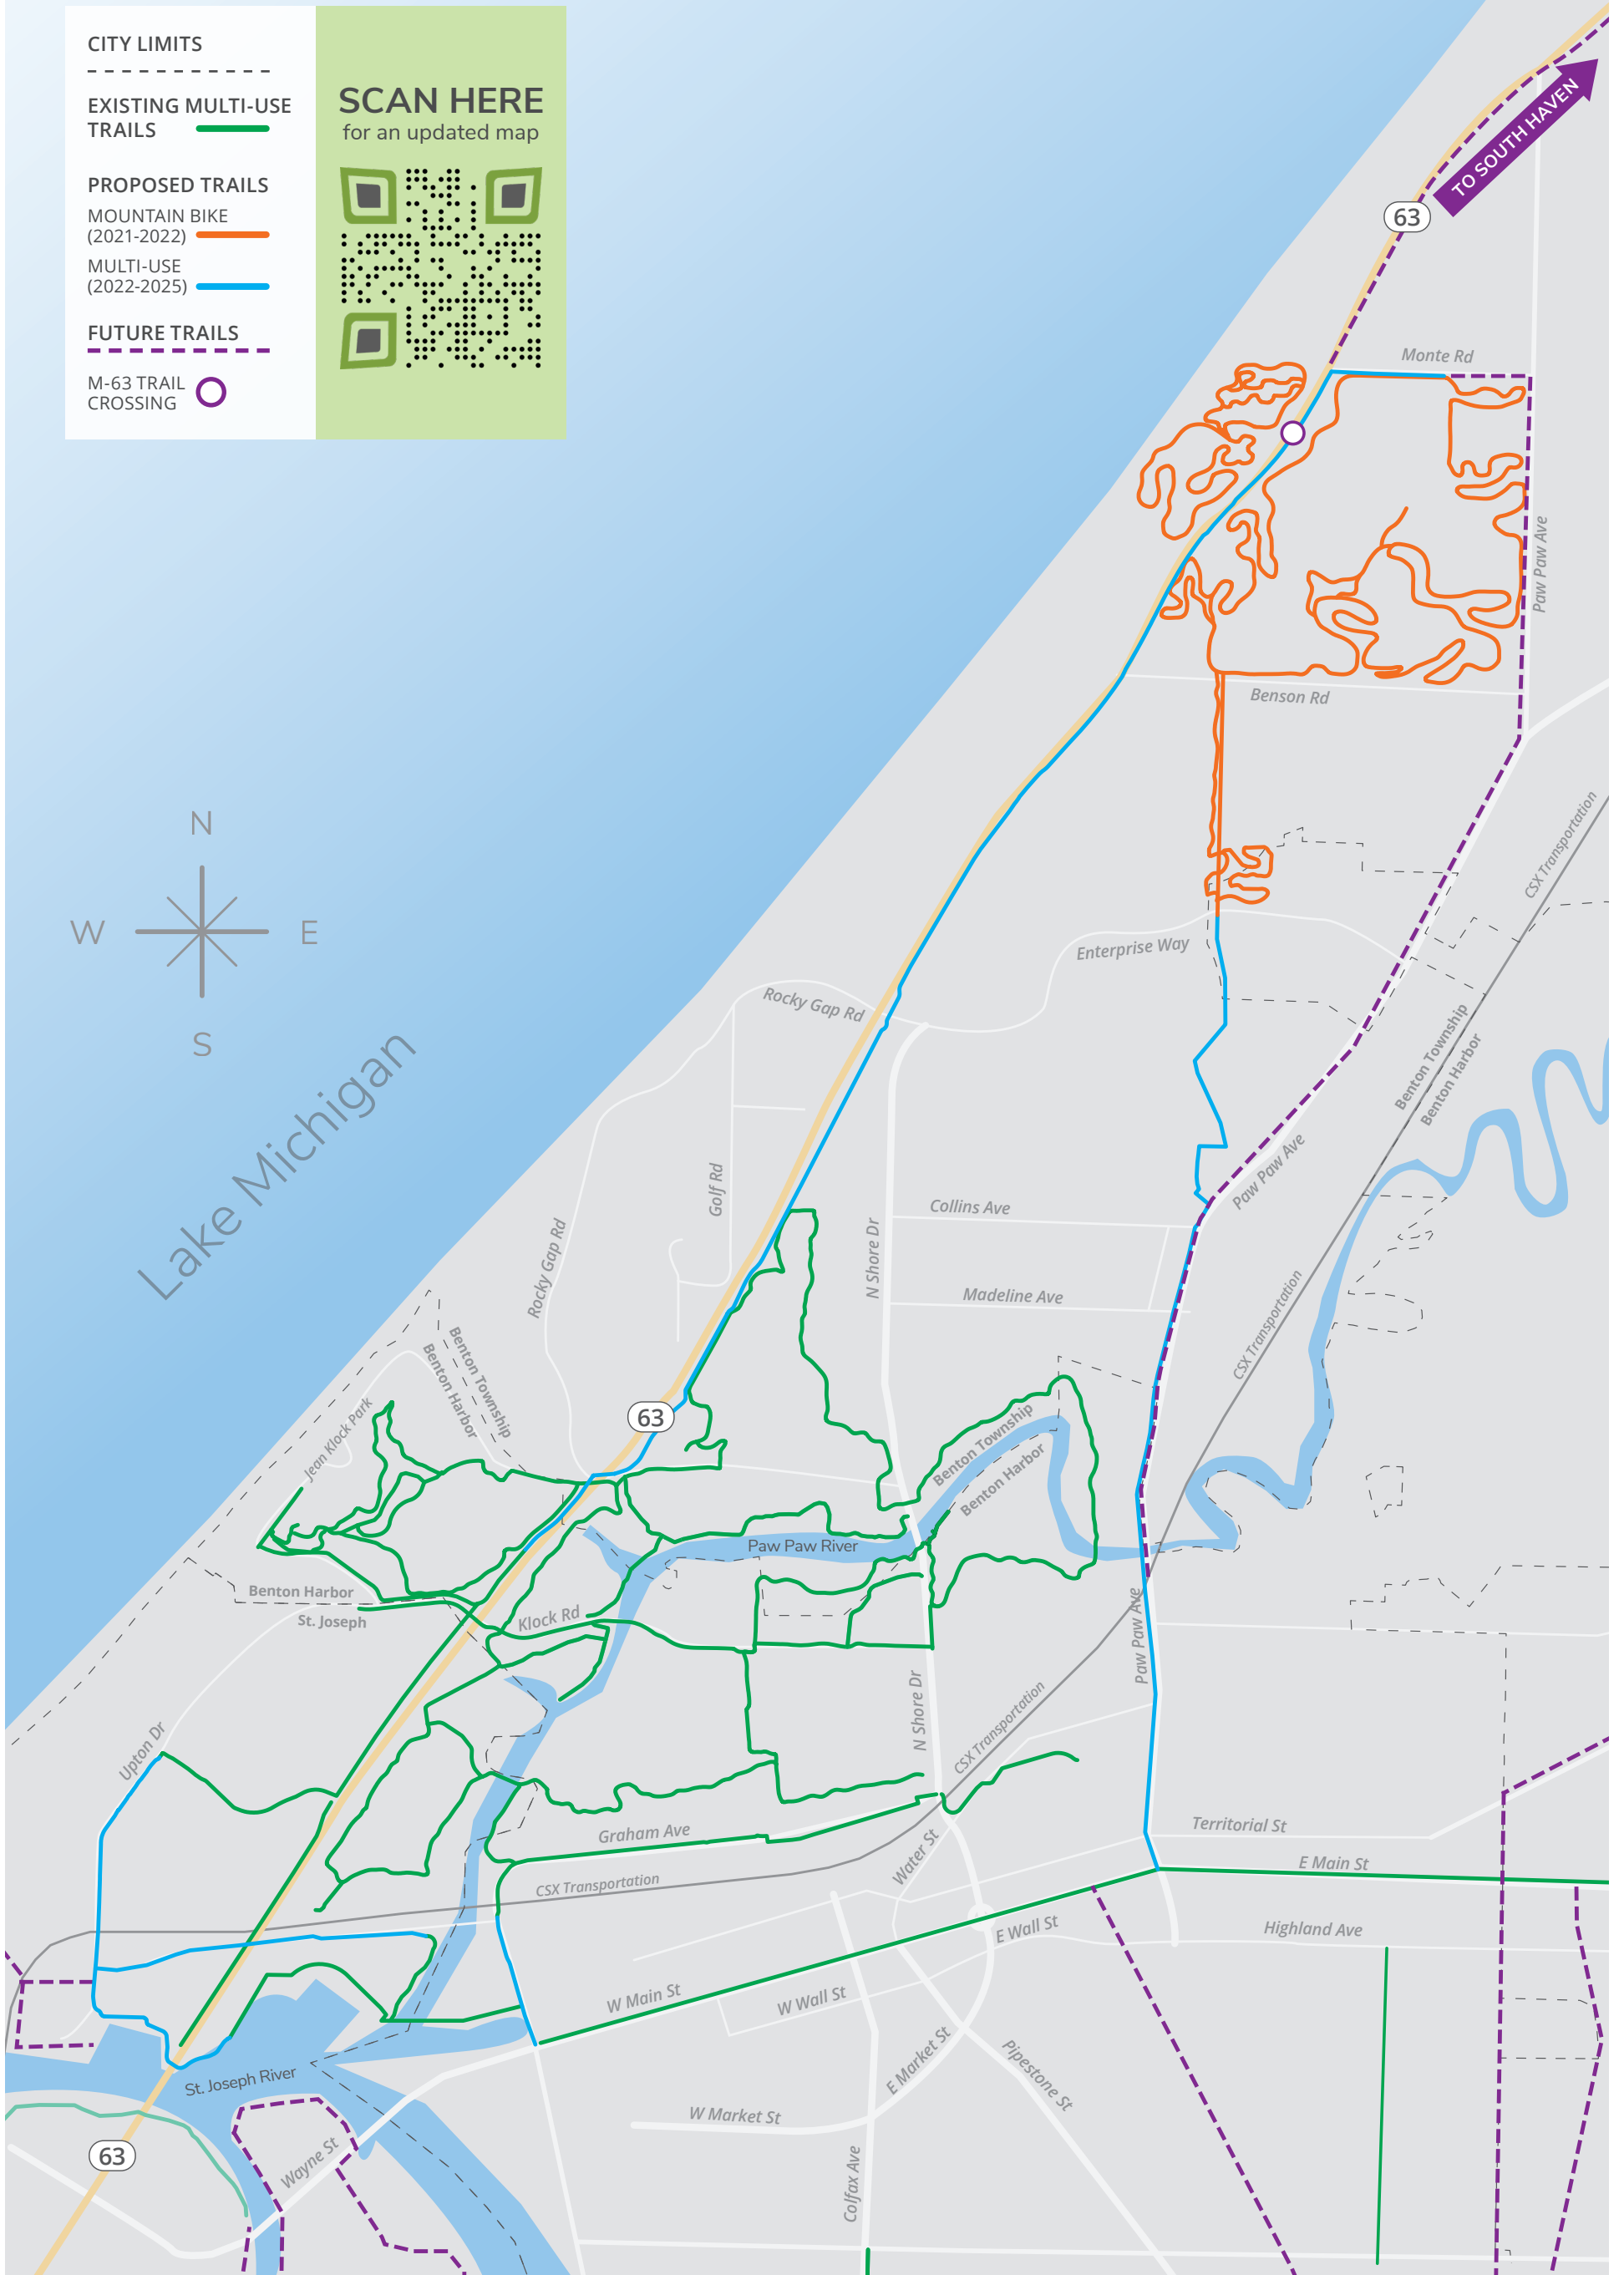 CITY LIMITS
EXISTING MULTI-USE
TRAILS
PROPOSED TRAILS
MOUNTAIN BIKE
(2021-2022)
MULTI-USE
(2022-2025)
FUTURE TRAILS
M-63 TRAIL
CROSSING
SCAN HERE
for an updated map
TO SOUTH HAVEN
63
Monte Rd
Paw Paw Ave
Benson Rd
CSX Transportation
N
W
E
S
Lake Michigan
Enterprise Way
Rocky Gap Rd
Benton Township
Benton Harbor
Paw Paw Ave
Golf Rd
Rocky Gap Rd
N Shore Dr
Collins Ave
Madeline Ave
CSX Transportation
Benton Township
Benton Harbor
Jean Klock Park
63
Benton Township
Benton Harbor
Paw Paw River
Benton Harbor
St. Joseph
Klock Rd
Paw Paw Ave
N Shore Dr
CSX Transportation
Upton Dr
Graham Ave
Water St
Territorial St
E Main St
CSX Transportation
E Wall St
Highland Ave
W Main St
W Wall St
E Market St
Pipestone St
St. Joseph River
W Market St
Wayne St
63
Colfax Ave